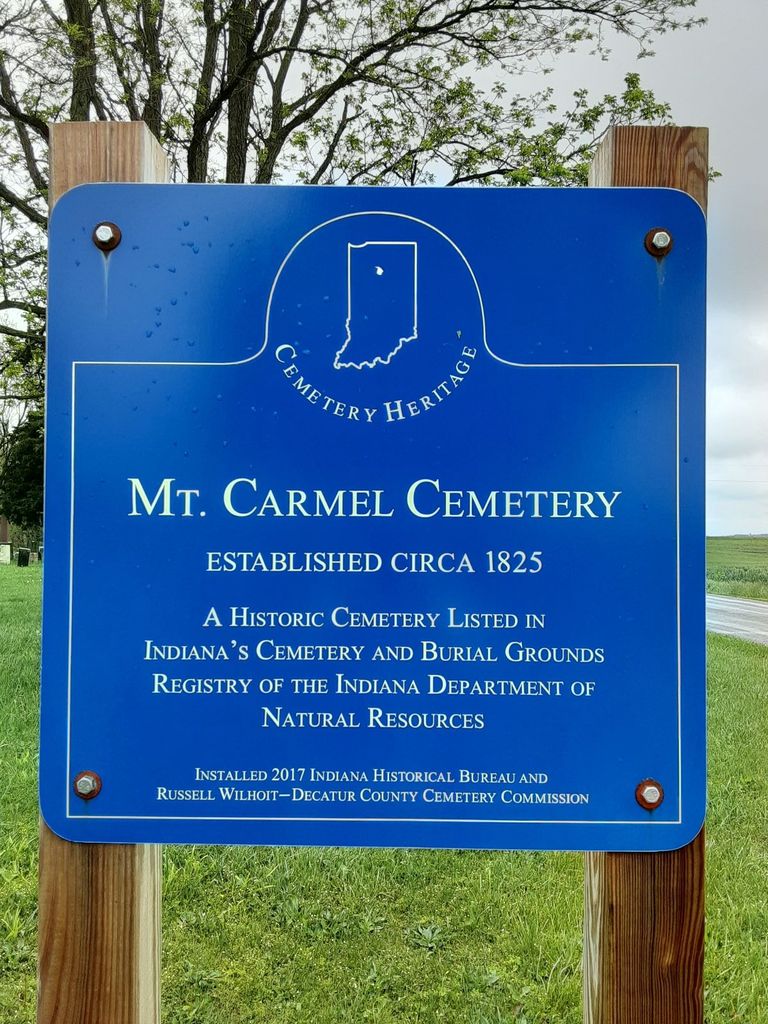 CEMETERY HERITAGE
MT. CARMEL CEMETERY
ESTABLISHED CIRCA 1825
A HISTORIC CEMETERY LISTED IN
INDIANA'S CEMETERY AND BURIAL GROUNDS
REGISTRY OF THE INDIANA DEPARTMENT OF
NATURAL RESOURCES
INSTALLED 2017 INDIANA HISTORICAL BUREAU AND
RUSSELL WILHOIT–DECATUR COUNTY CEMETERY COMMISSION